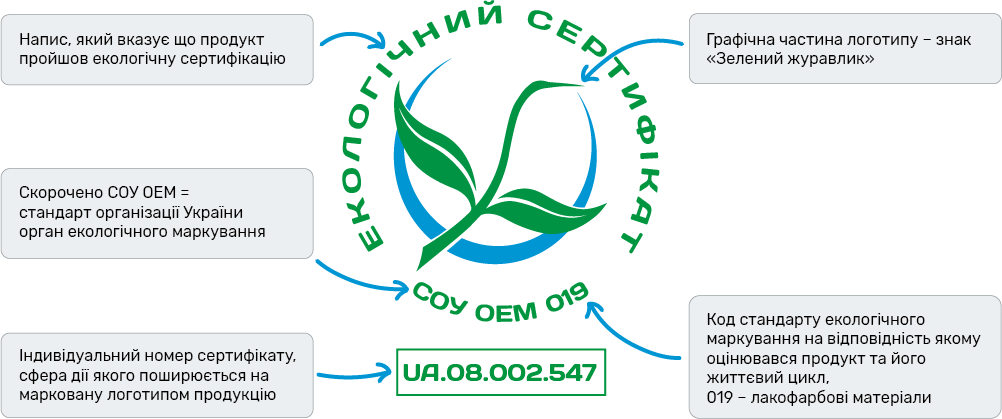 Напис, який вказує що продукт
пройшов екологічну сертифікацію
ЕКОЛОГІЧНИЙ СЕРТИФІКАТ
Графічна частина логотипу – знак
«Зелений журавлик»
Скорочено СОУ ОЕМ =
стандарт організації України
орган екологічного маркування
СОУ ОЕМ 019
Індивідуальний номер сертифікату,
сфера дії якого поширюється на
марковану логотипом продукцію
UA.08.002.547
Код стандарту екологічного
маркування на відповідність якому
оцінювався продукт та його
життєвий цикл,
019 – лакофарбові матеріали